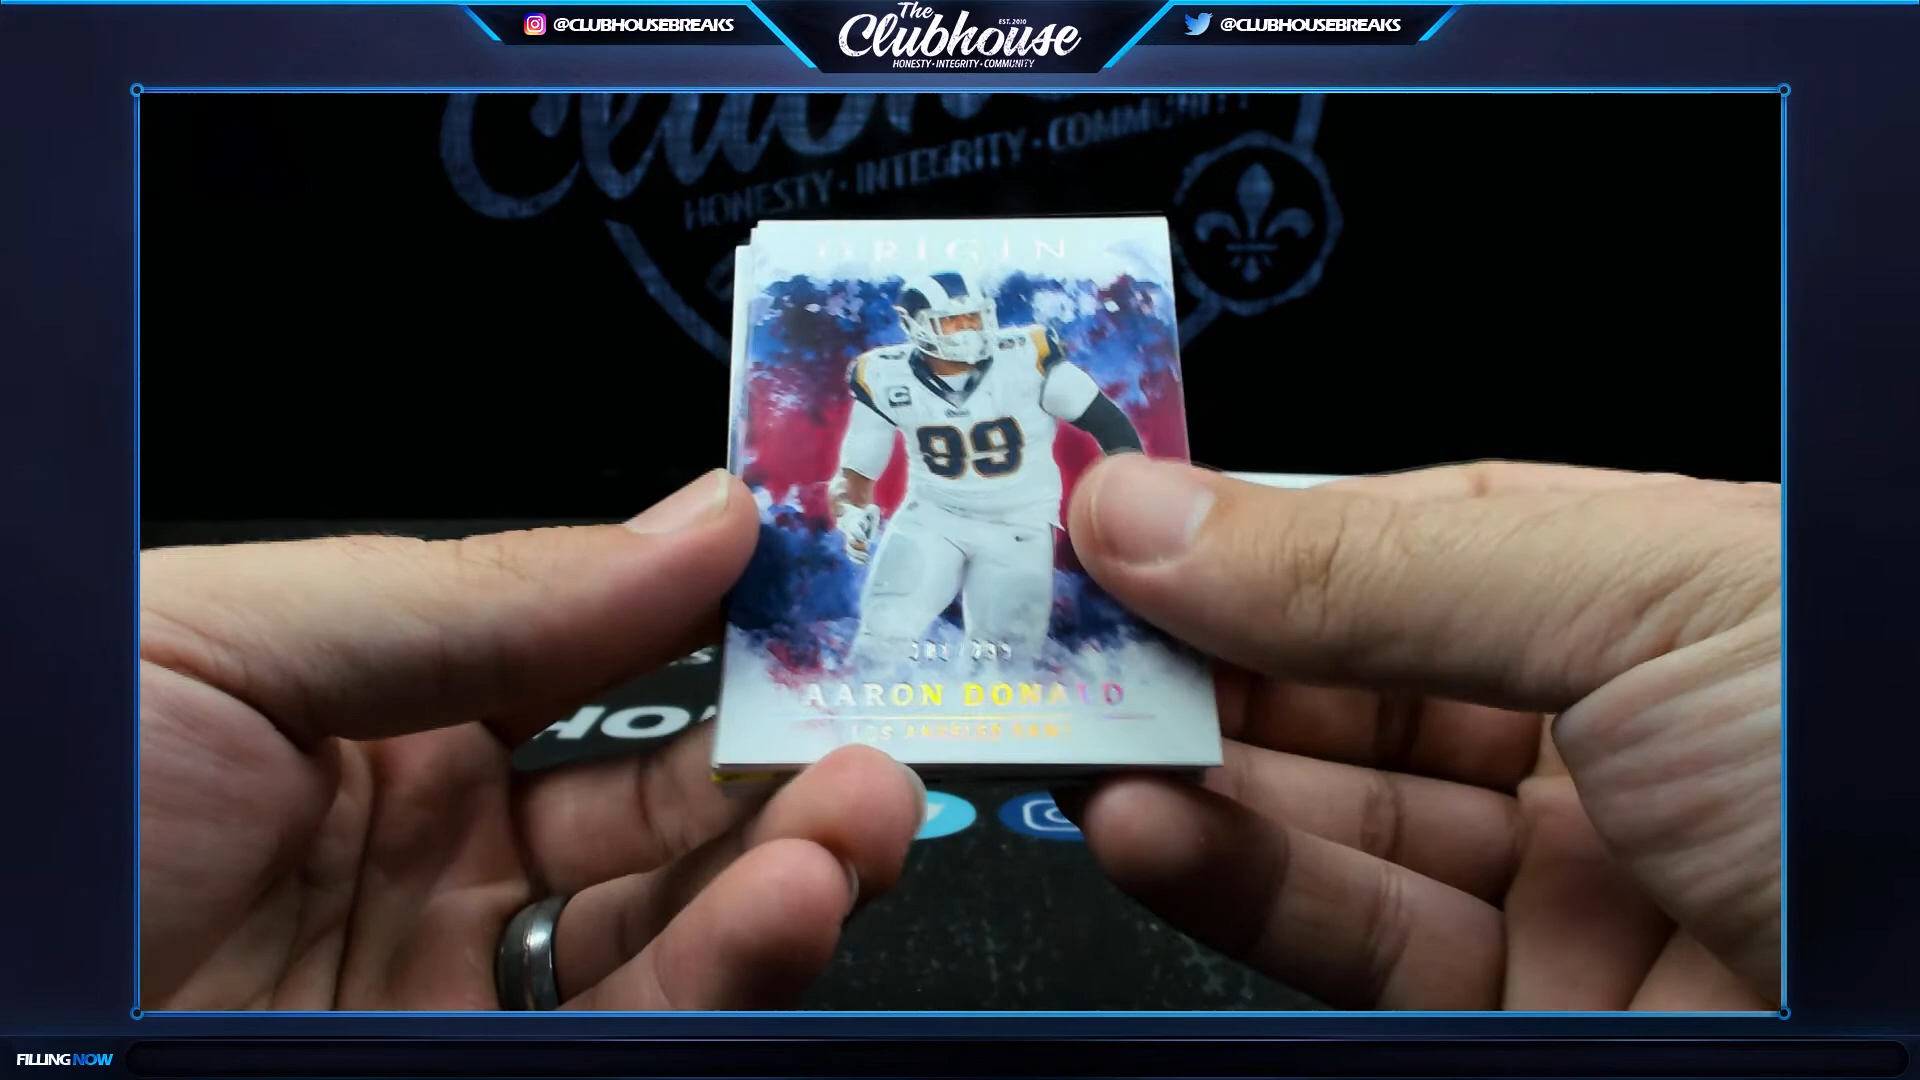 @CLUBHOUSEBREAKS
The
Clubhouse
EST. 2010
HONESTY • INTEGRITY • COMMUNITY
@CLUBHOUSEBREAKS
HONESTY • INTEGRITY • COMMUNITY
ORIGIN
C
99
AARON DONALD
LOS ANGELES RAMS
FILLING NOW